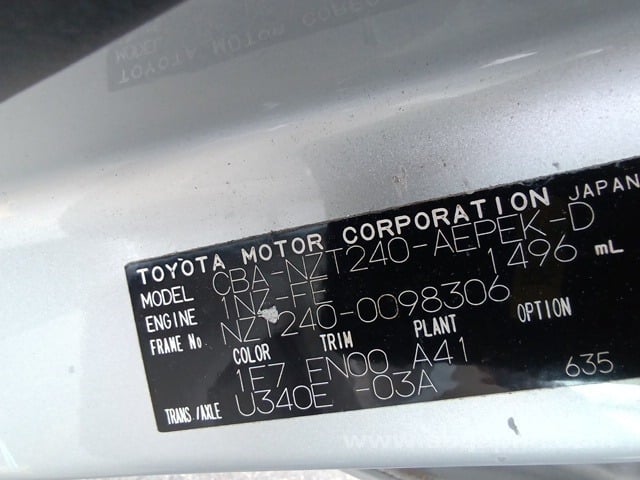 TOYOTA MOTOR CORPORATION JAPAN
MODEL CBA-NZT240-AEPEK-D
ENGINE 1NZ-FE 1496 mL
FRAME No. NZT240-0098306
COLOR TRIM PLANT OPTION
1E7 EN00 A41
TRANS./AXLE U340E -03A 635